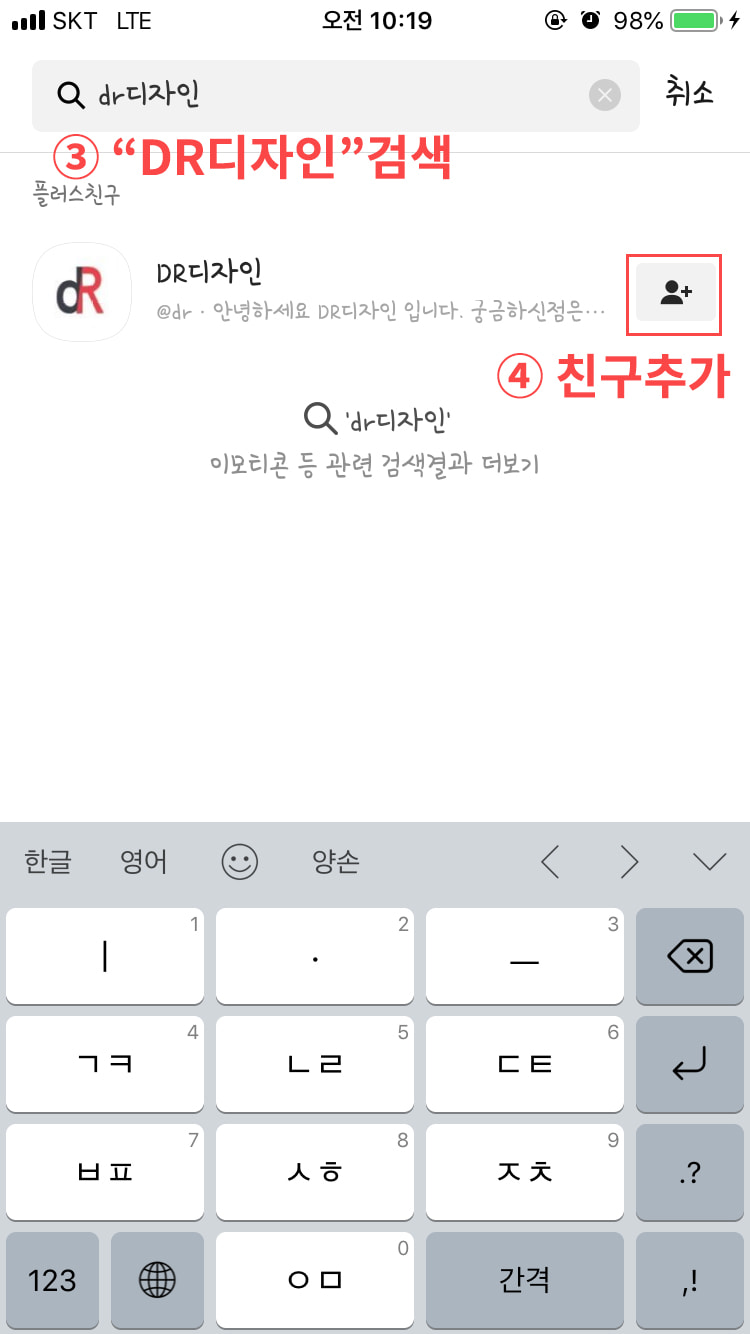 SKT LTE 오전 10:19 98%
dr디자인 취소
③ “DR디자인”검색
플러스친구
dR
DR디자인
@dr · 안녕하세요 DR디자인 입니다. 궁금하신점은…
④ 친구추가
'dr디자인'
이모티콘 등 관련 검색결과 더보기
한글 영어 양손
ㅣ 1 · 2 ㅡ 3
ㄱㅋ 4 ㄴㄹ 5 ㄷㅌ 6
ㅂㅍ 7 ㅅㅎ 8 ㅈㅊ 9 .?
123 ㅇㅁ 0 간격 ,!